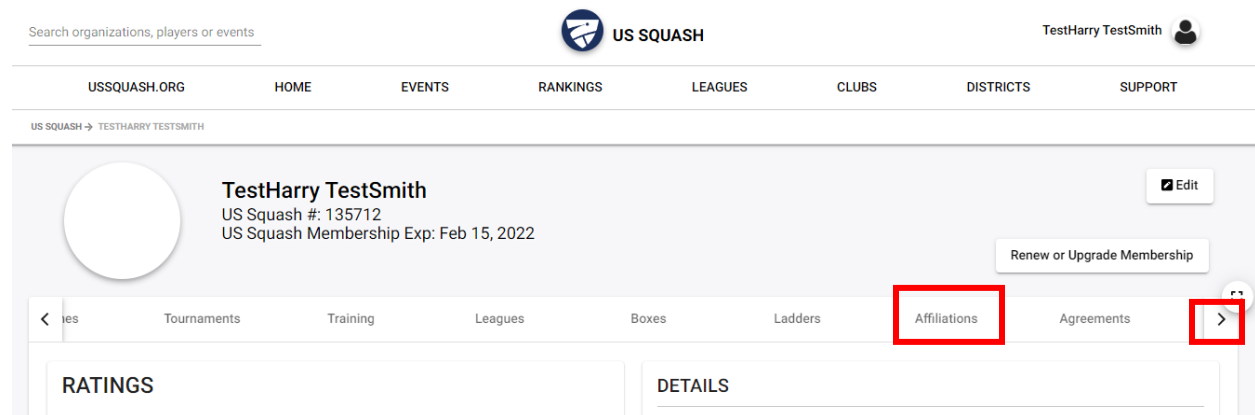 Search organizations, players or events
US SQUASH
TestHarry TestSmith
USSQUASH.ORG HOME EVENTS RANKINGS LEAGUES CLUBS DISTRICTS SUPPORT
US SQUASH → TESTHARRY TESTSMITH
Edit
TestHarry TestSmith
US Squash #: 135712
US Squash Membership Exp: Feb 15, 2022
Renew or Upgrade Membership
Tournaments Training Leagues Boxes Ladders Affiliations Agreements
RATINGS
DETAILS